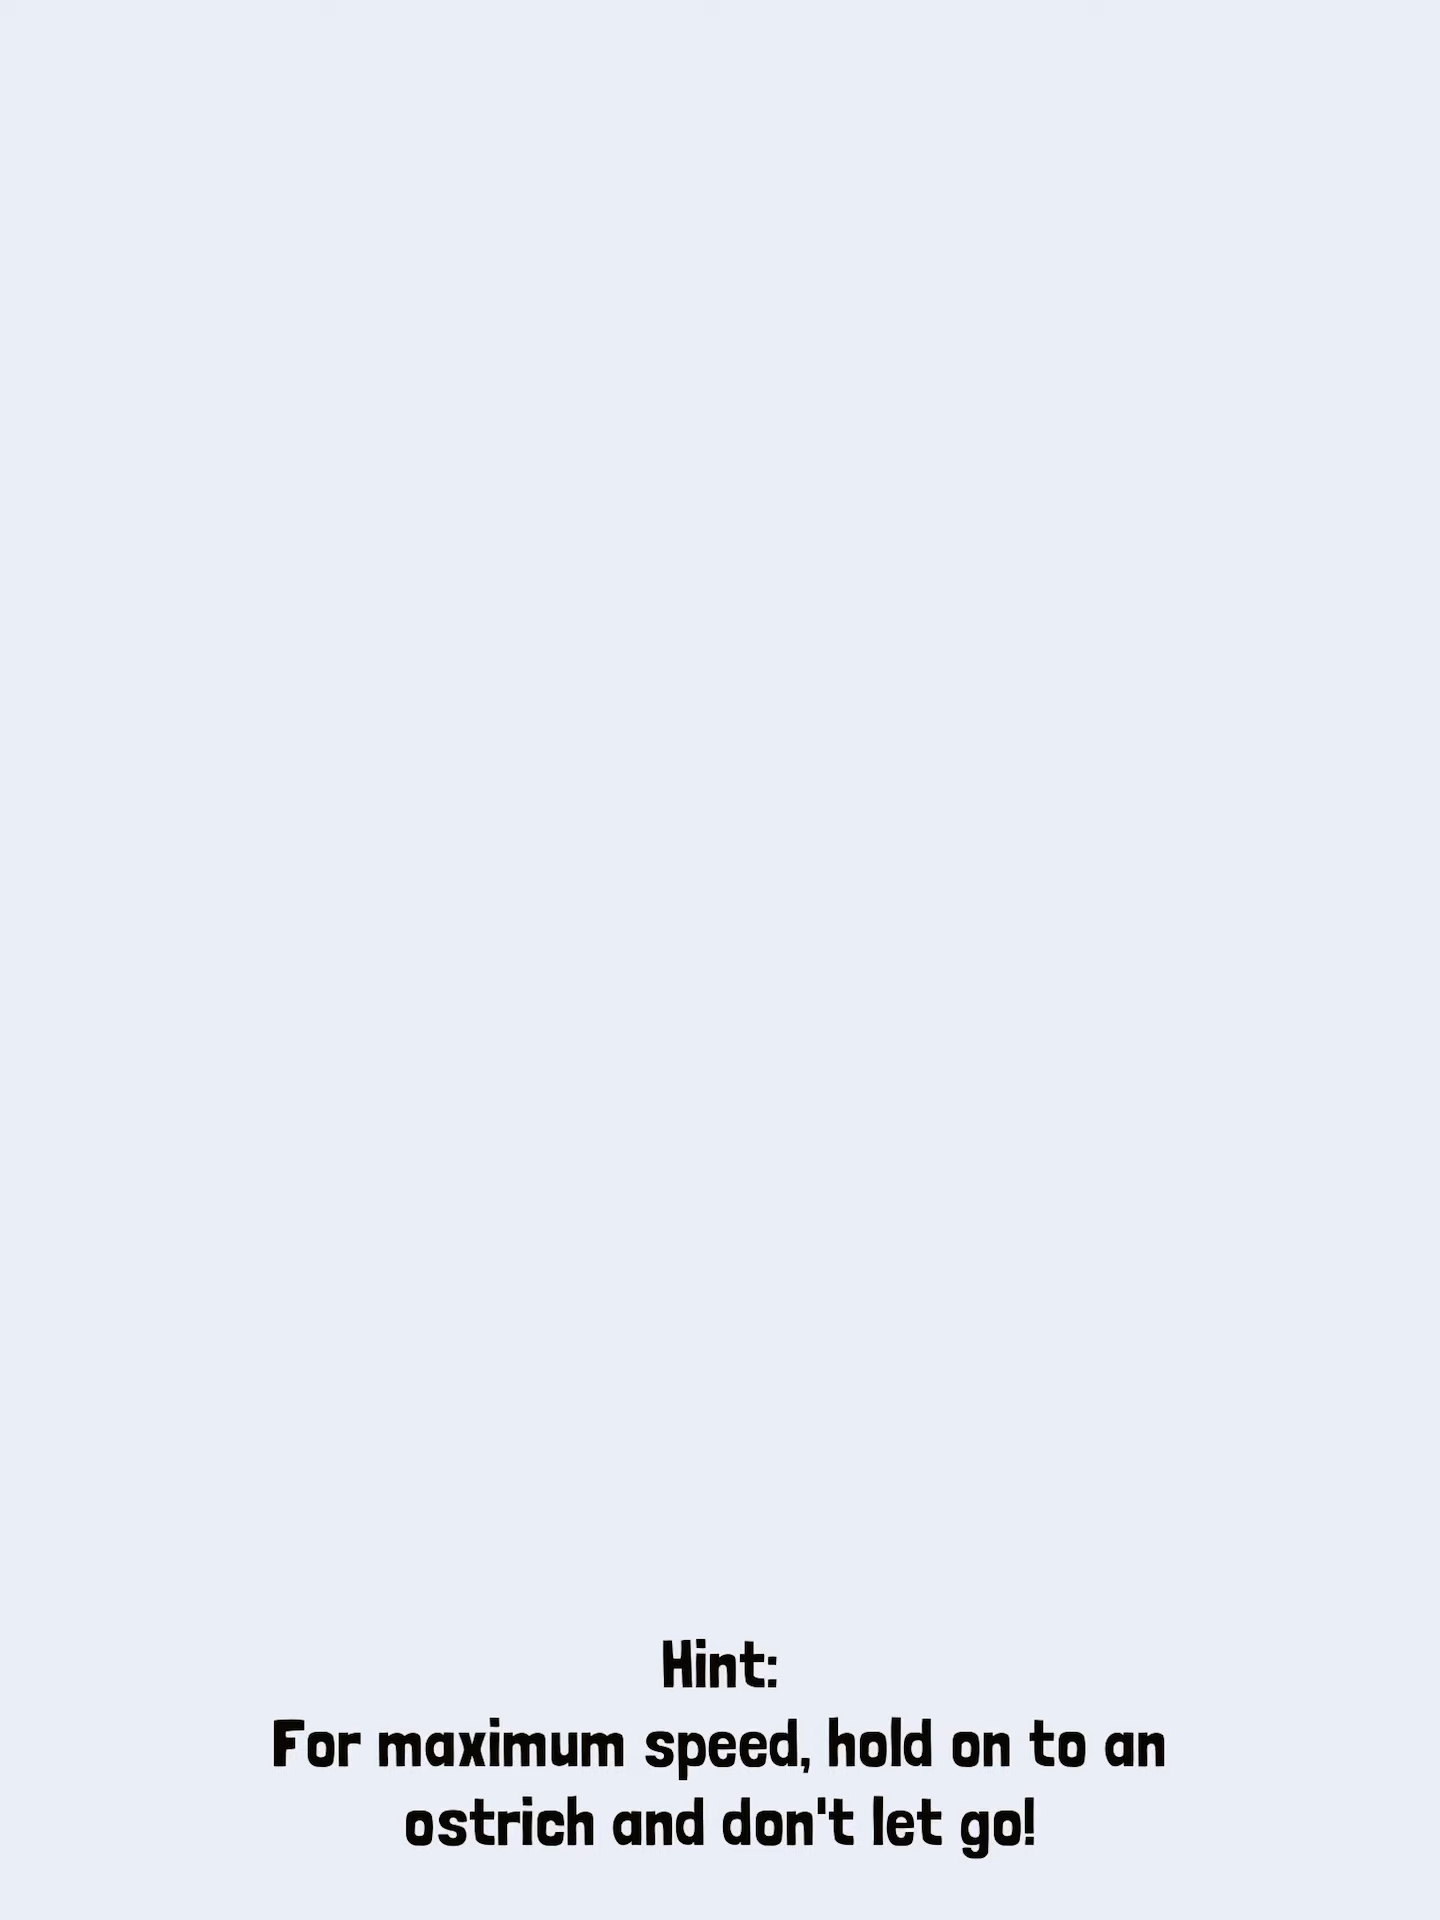 Hint:
For maximum speed, hold on to an
ostrich and don't let go!